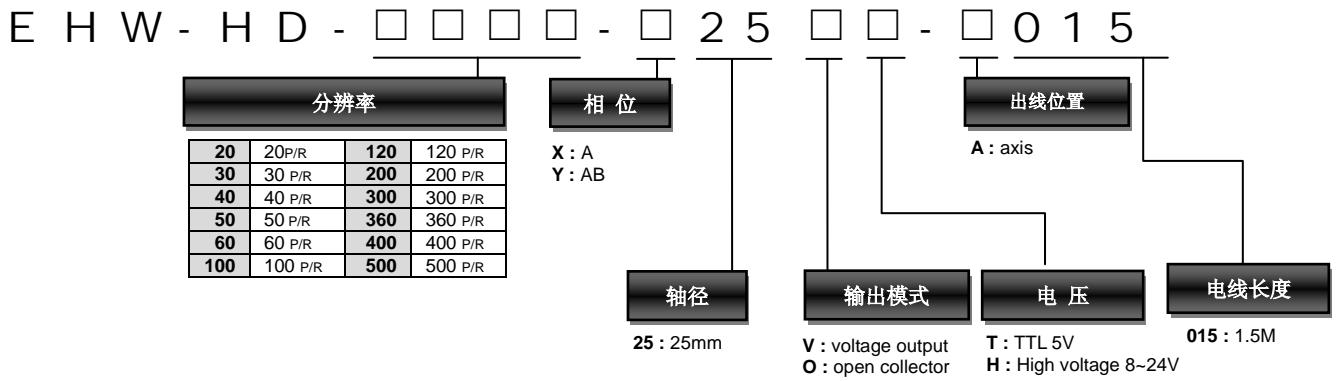 EHW-HD-□□□□-□25□□-□015
分辨率
相 位
出线位置
20 20P/R 120 120 P/R
30 30 P/R 200 200 P/R
40 40 P/R 300 300 P/R
50 50 P/R 360 360 P/R
60 60 P/R 400 400 P/R
100 100 P/R 500 500 P/R
X : A
Y : AB
A : axis
轴径
输出模式
电 压
电线长度
25 : 25mm
V : voltage output
O : open collector
T : TTL 5V
H : High voltage 8~24V
015 : 1.5M